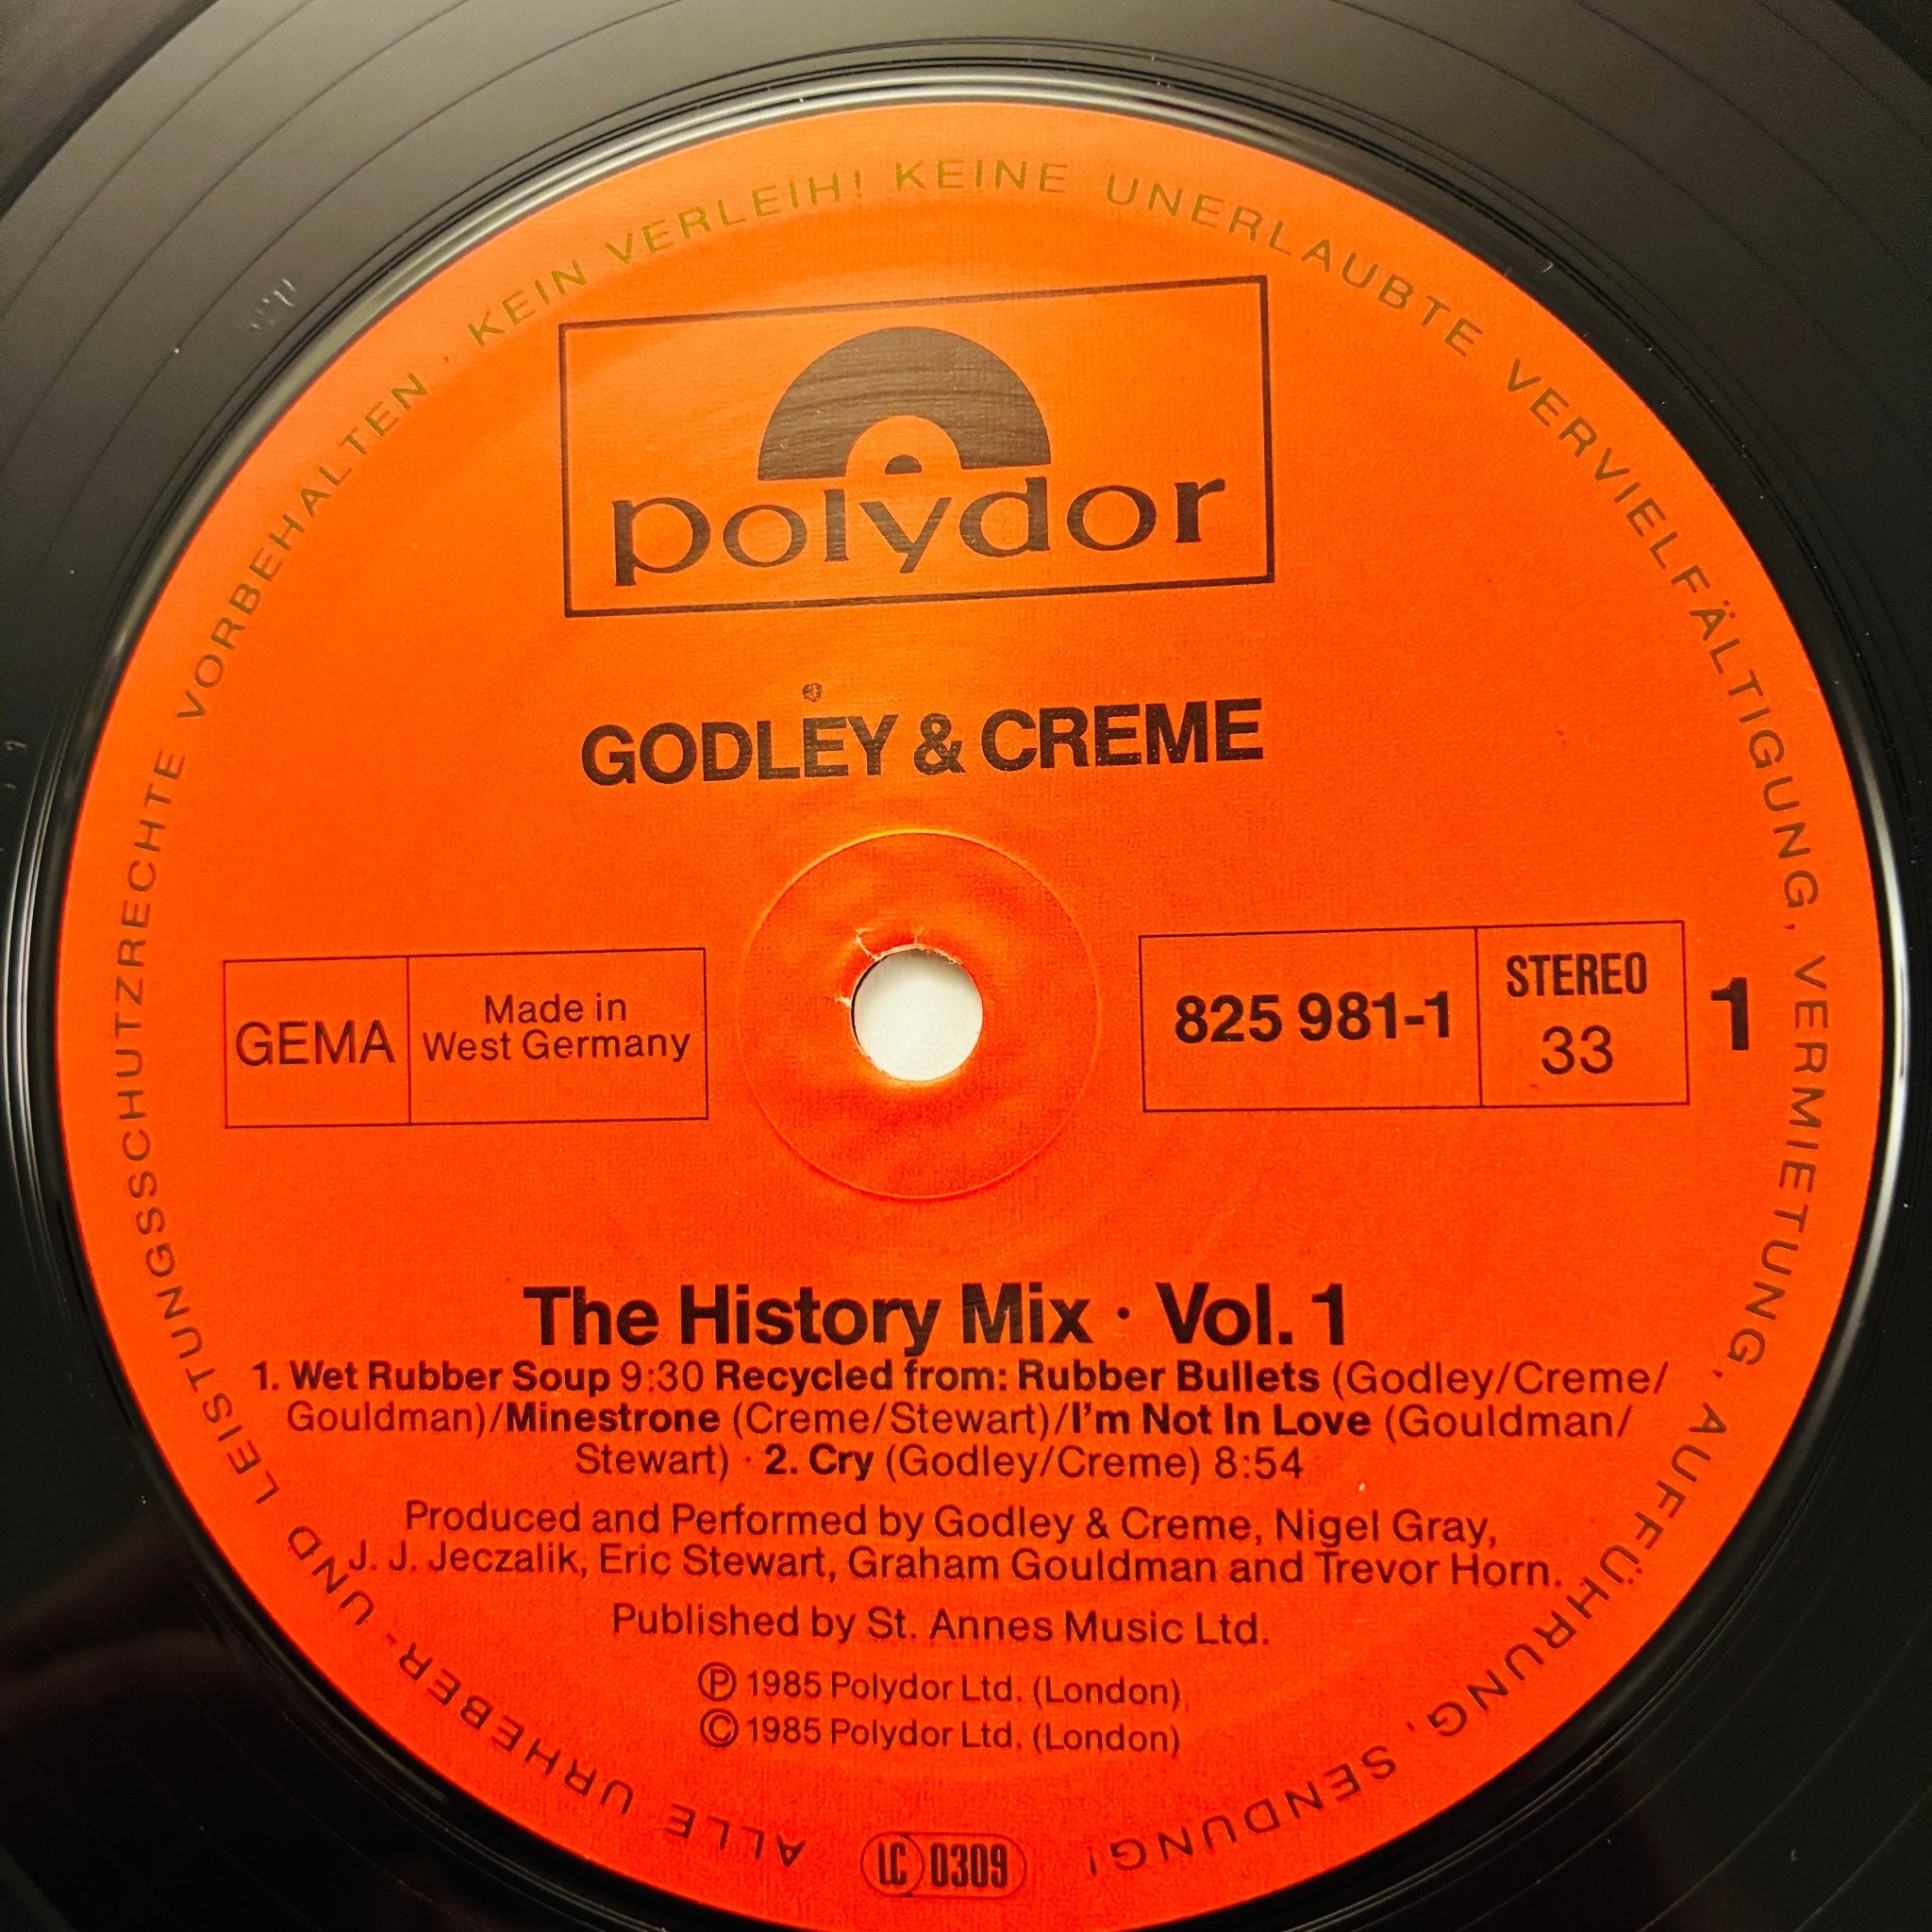 ALLE URHEBER- UND LEISTUNGSSCHUTZRECHTE VORBEHALTEN · KEIN VERLEIH! KEINE UNERLAUBTE VERVIELFÄLTIGUNG, VERMIETUNG, AUFFÜHRUNG, SENDUNG!
polydor
GODLEY & CREME
GEMA
Made in
West Germany
825 981-1
STEREO
33
1
The History Mix · Vol. 1
1. Wet Rubber Soup 9:30 Recycled from: Rubber Bullets (Godley/Creme/
Gouldman)/Minestrone (Creme/Stewart)/I'm Not In Love (Gouldman/
Stewart) · 2. Cry (Godley/Creme) 8:54
Produced and Performed by Godley & Creme, Nigel Gray,
J. J. Jeczalik, Eric Stewart, Graham Gouldman and Trevor Horn.
Published by St. Annes Music Ltd.
Ⓟ 1985 Polydor Ltd. (London)
© 1985 Polydor Ltd. (London)
LC 0309